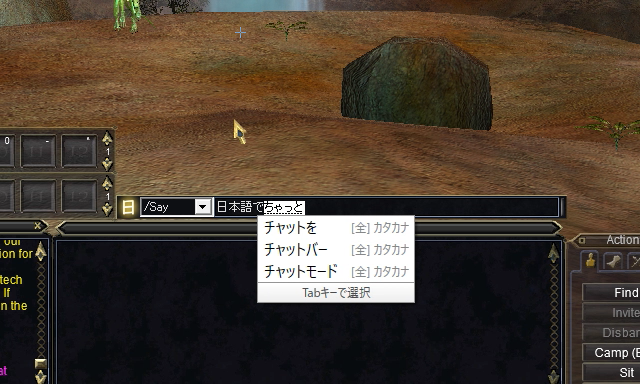 0
1
1
日 /Say 日本語でちゃっと
チャットを [全] カタカナ
チャットバー [全] カタカナ
チャットモード [全] カタカナ
Tabキーで選択
x
our
ion for
tech
If
n the
at
Action
Find
Invite
Disban
Camp (E
Sit